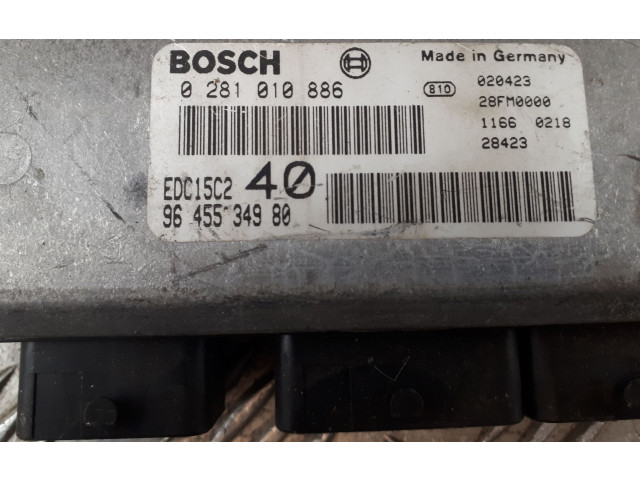 BOSCH
Made in Germany
0 281 010 886
810
020423
28FM0000
1166 0218
28423
EDC15C2 40
96 455 349 80